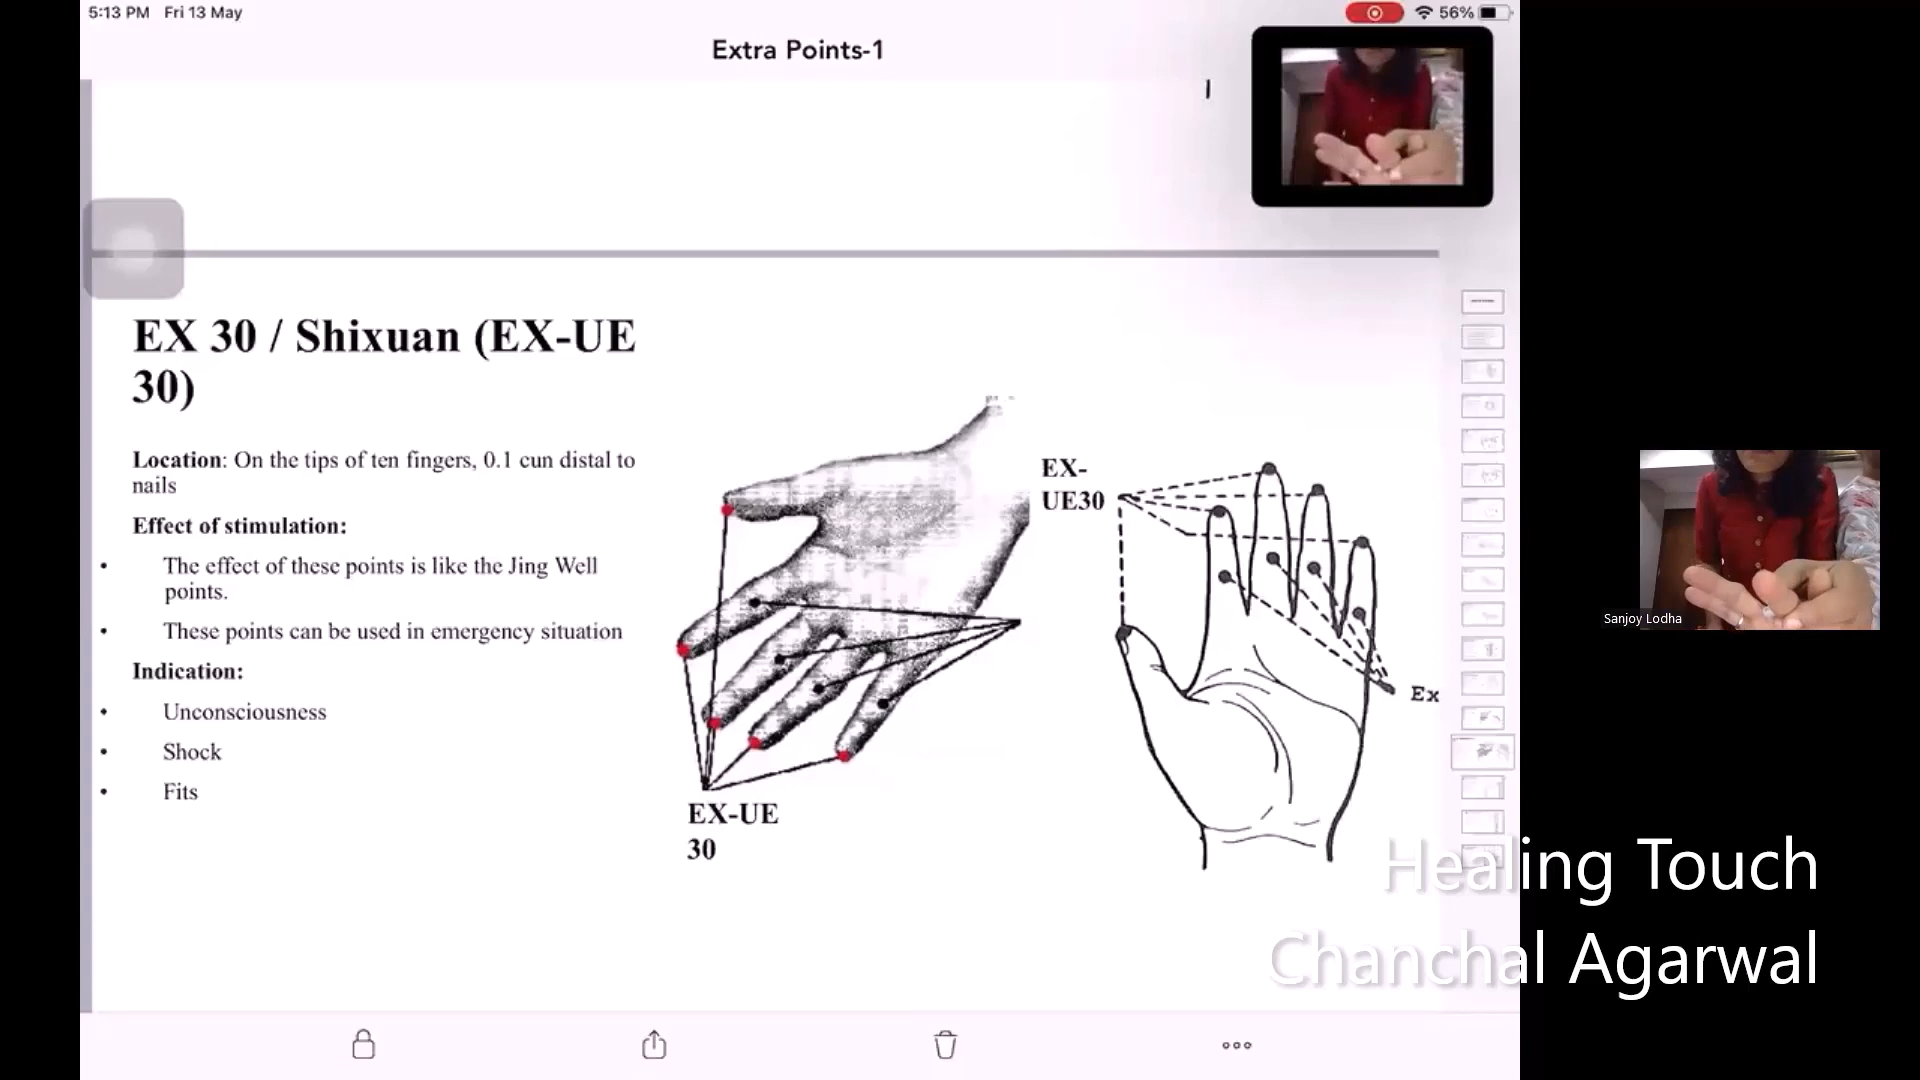 5:13 PM Fri 13 May
56%
Extra Points-1
EX 30 / Shixuan (EX-UE
30)
Location: On the tips of ten fingers, 0.1 cun distal to
nails
Effect of stimulation:
• The effect of these points is like the Jing Well
points.
• These points can be used in emergency situation
Indication:
• Unconsciousness
• Shock
• Fits
EX-UE
30
EX-
UE30
Ex
Sanjoy Lodha
Healing Touch
Chanchal Agarwal